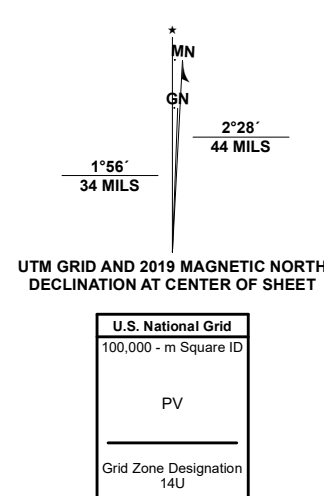 ★
MN
GN
2°28´
44 MILS
1°56´
34 MILS
UTM GRID AND 2019 MAGNETIC NORTH
DECLINATION AT CENTER OF SHEET
U.S. National Grid
100,000 - m Square ID
PV
Grid Zone Designation
14U